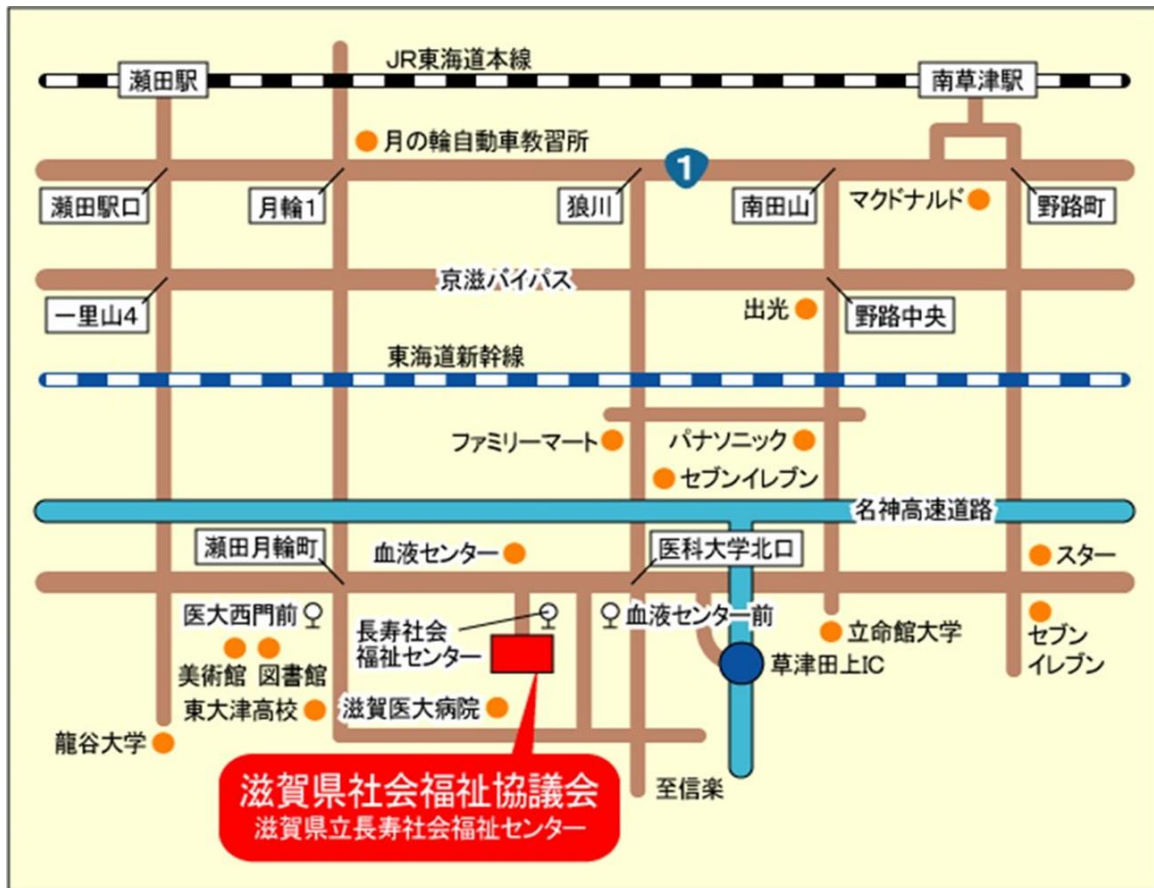 JR東海道本線
瀬田駅
南草津駅
月の輪自動車教習所
1
瀬田駅口
月輪1
狼川
南田山
マクドナルド
野路町
京滋バイパス
一里山4
出光
野路中央
東海道新幹線
ファミリーマート
パナソニック
セブンイレブン
名神高速道路
瀬田月輪町
血液センター
医科大学北口
スター
医大西門前
長寿社会
福祉センター
血液センター前
立命館大学
セブン
イレブン
美術館
図書館
草津田上IC
東大津高校
滋賀医大病院
龍谷大学
至信楽
滋賀県社会福祉協議会
滋賀県立長寿社会福祉センター